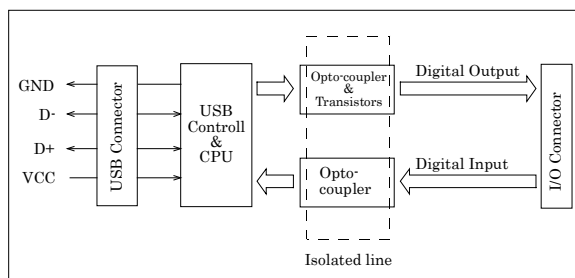 GND
D-
D+
VCC
USB Connector
USB
Controll
&
CPU
Opto-coupler
&
Transistors
Opto-
coupler
Digital Output
Digital Input
I/O Connector
Isolated line